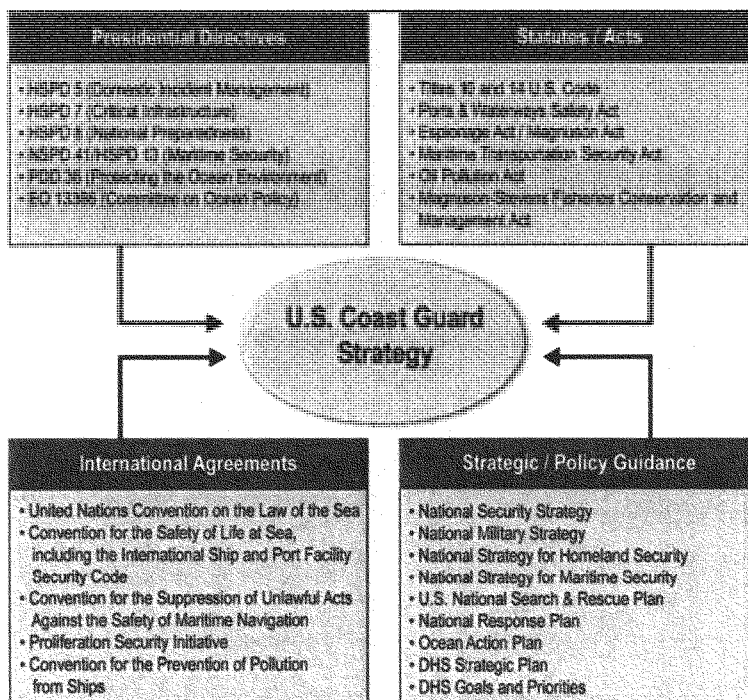 Presidential Directives
• HSPD 5 (Domestic Incident Management)
• HSPD 7 (Critical Infrastructure)
• HSPD 8 (National Preparedness)
• NSPD 41/HSPD 13 (Maritime Security)
• PDD 36 (Protecting the Ocean Environment)
• EO 13366 (Committee on Ocean Policy)
Statutes / Acts
• Titles 10 and 14 U.S. Code
• Ports & Waterways Safety Act
• Espionage Act / Magnuson Act
• Maritime Transportation Security Act
• Oil Pollution Act
• Magnuson-Stevens Fisheries Conservation and
Management Act
U.S. Coast Guard
Strategy
International Agreements
• United Nations Convention on the Law of the Sea
• Convention for the Safety of Life at Sea,
including the International Ship and Port Facility
Security Code
• Convention for the Suppression of Unlawful Acts
Against the Safety of Maritime Navigation
• Proliferation Security Initiative
• Convention for the Prevention of Pollution
from Ships
Strategic / Policy Guidance
• National Security Strategy
• National Military Strategy
• National Strategy for Homeland Security
• National Strategy for Maritime Security
• U.S. National Search & Rescue Plan
• National Response Plan
• Ocean Action Plan
• DHS Strategic Plan
• DHS Goals and Priorities